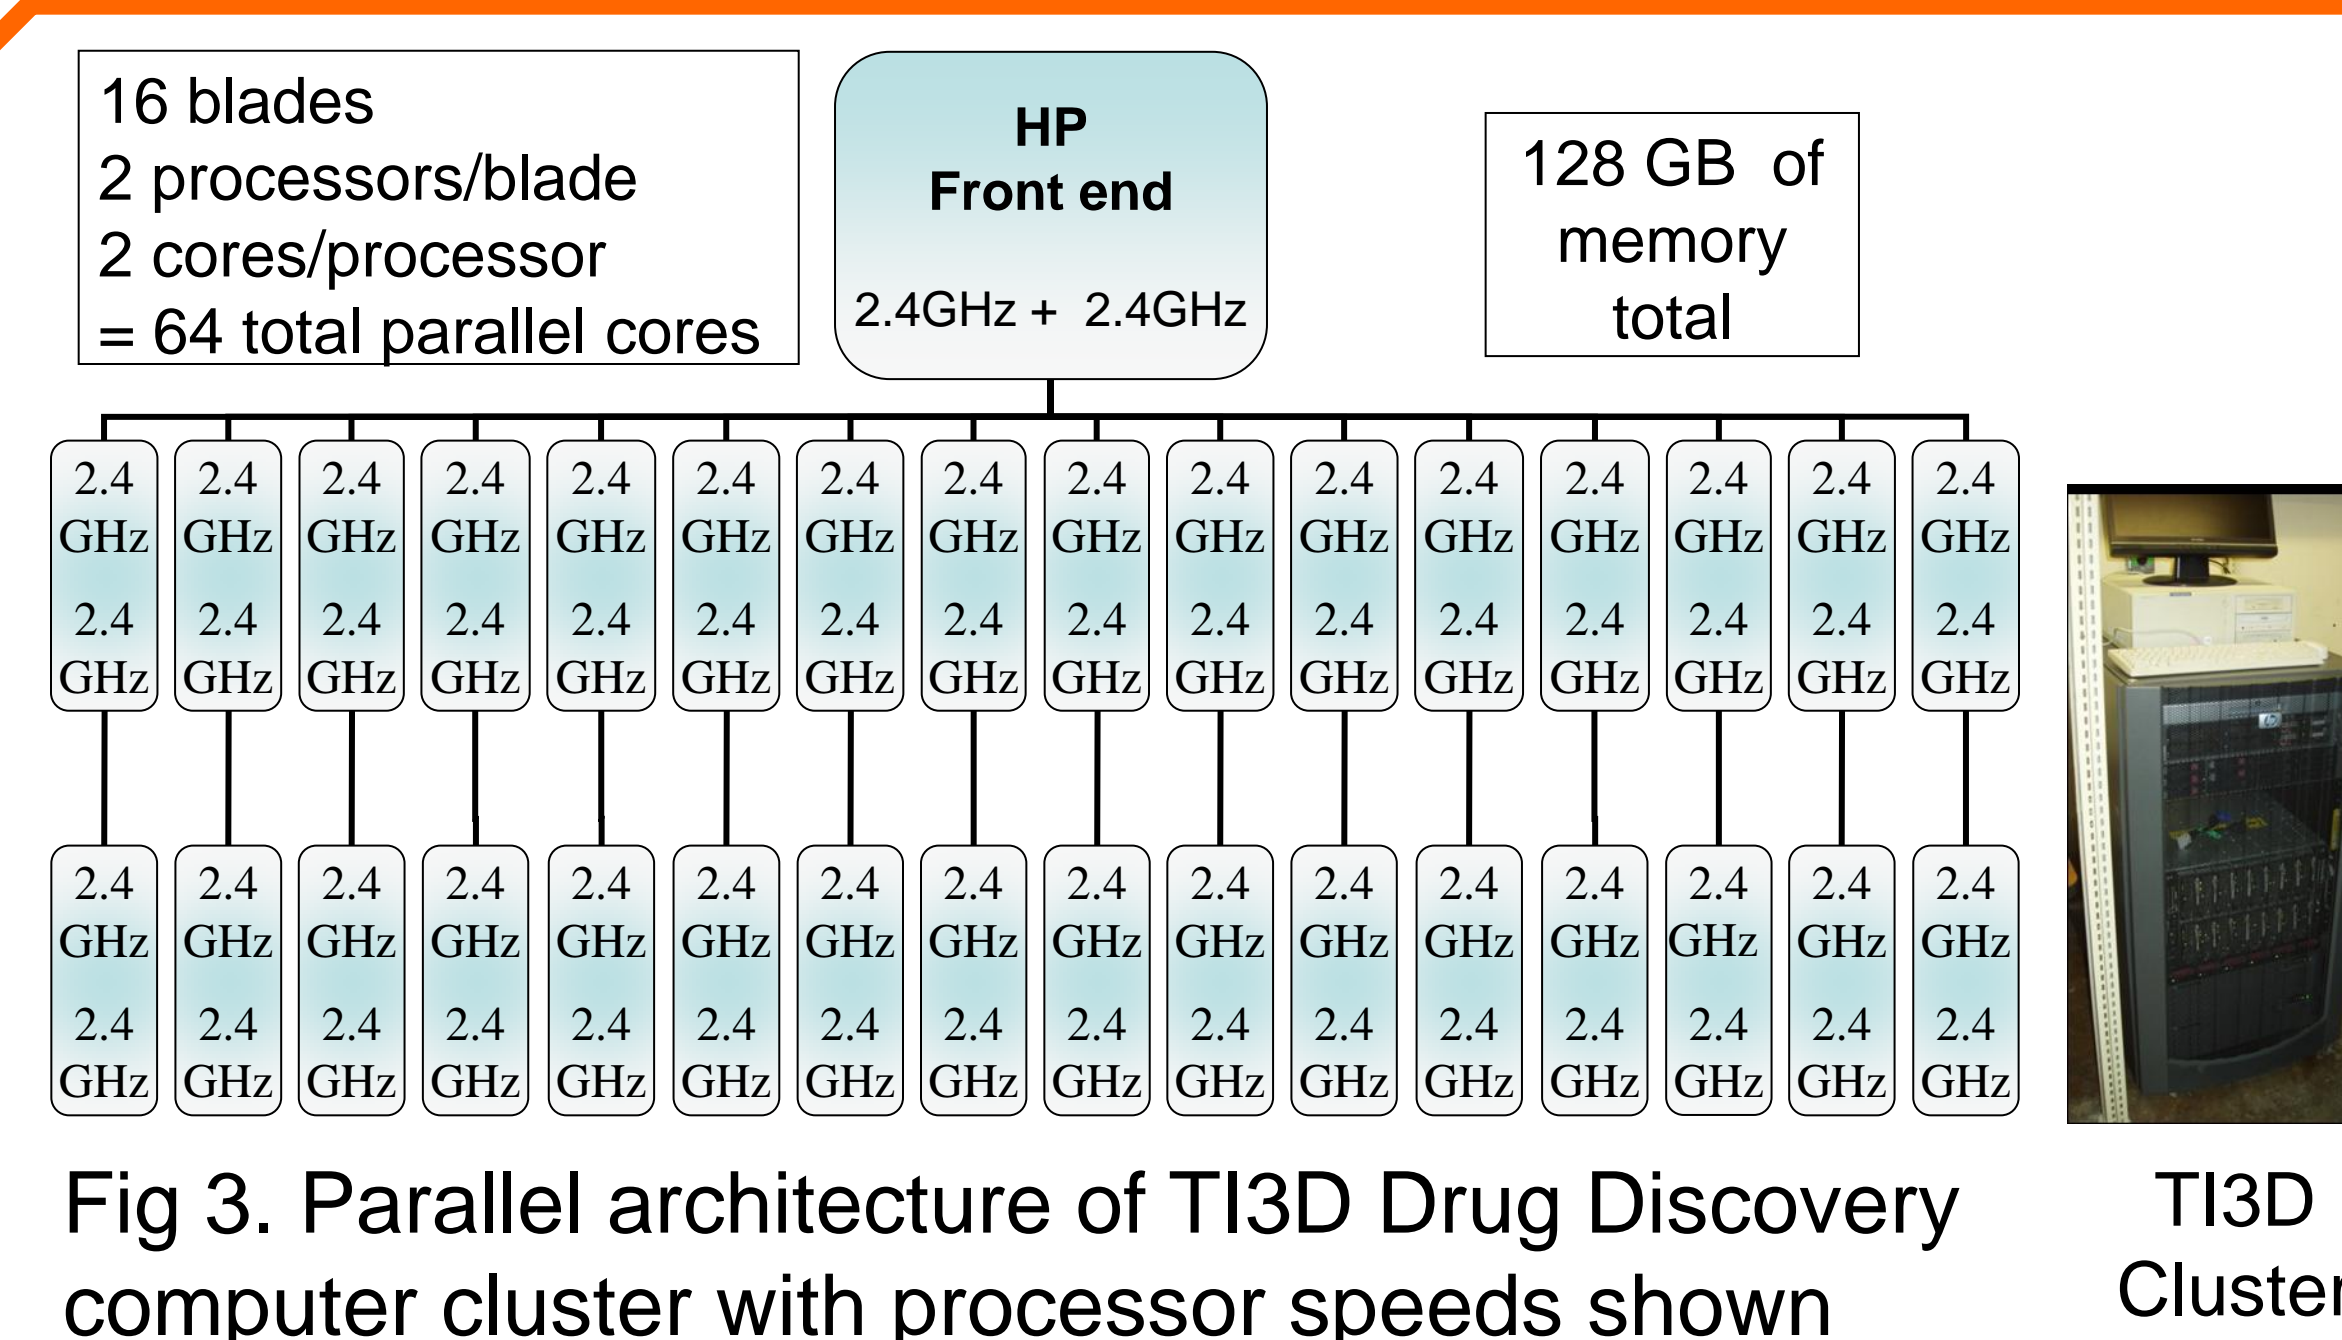 16 blades
2 processors/blade
2 cores/processor
= 64 total parallel cores
HP
Front end
2.4GHz + 2.4GHz
128 GB of
memory
total
2.4 2.4 2.4 2.4 2.4 2.4 2.4 2.4 2.4 2.4 2.4 2.4 2.4 2.4 2.4 2.4
GHz GHz GHz GHz GHz GHz GHz GHz GHz GHz GHz GHz GHz GHz GHz GHz
2.4 2.4 2.4 2.4 2.4 2.4 2.4 2.4 2.4 2.4 2.4 2.4 2.4 2.4 2.4 2.4
GHz GHz GHz GHz GHz GHz GHz GHz GHz GHz GHz GHz GHz GHz GHz GHz
2.4 2.4 2.4 2.4 2.4 2.4 2.4 2.4 2.4 2.4 2.4 2.4 2.4 2.4 2.4 2.4
GHz GHz GHz GHz GHz GHz GHz GHz GHz GHz GHz GHz GHz GHz GHz GHz
2.4 2.4 2.4 2.4 2.4 2.4 2.4 2.4 2.4 2.4 2.4 2.4 2.4 2.4 2.4 2.4
GHz GHz GHz GHz GHz GHz GHz GHz GHz GHz GHz GHz GHz GHz GHz GHz
Fig 3. Parallel architecture of TI3D Drug Discovery
computer cluster with processor speeds shown
TI3D
Cluster